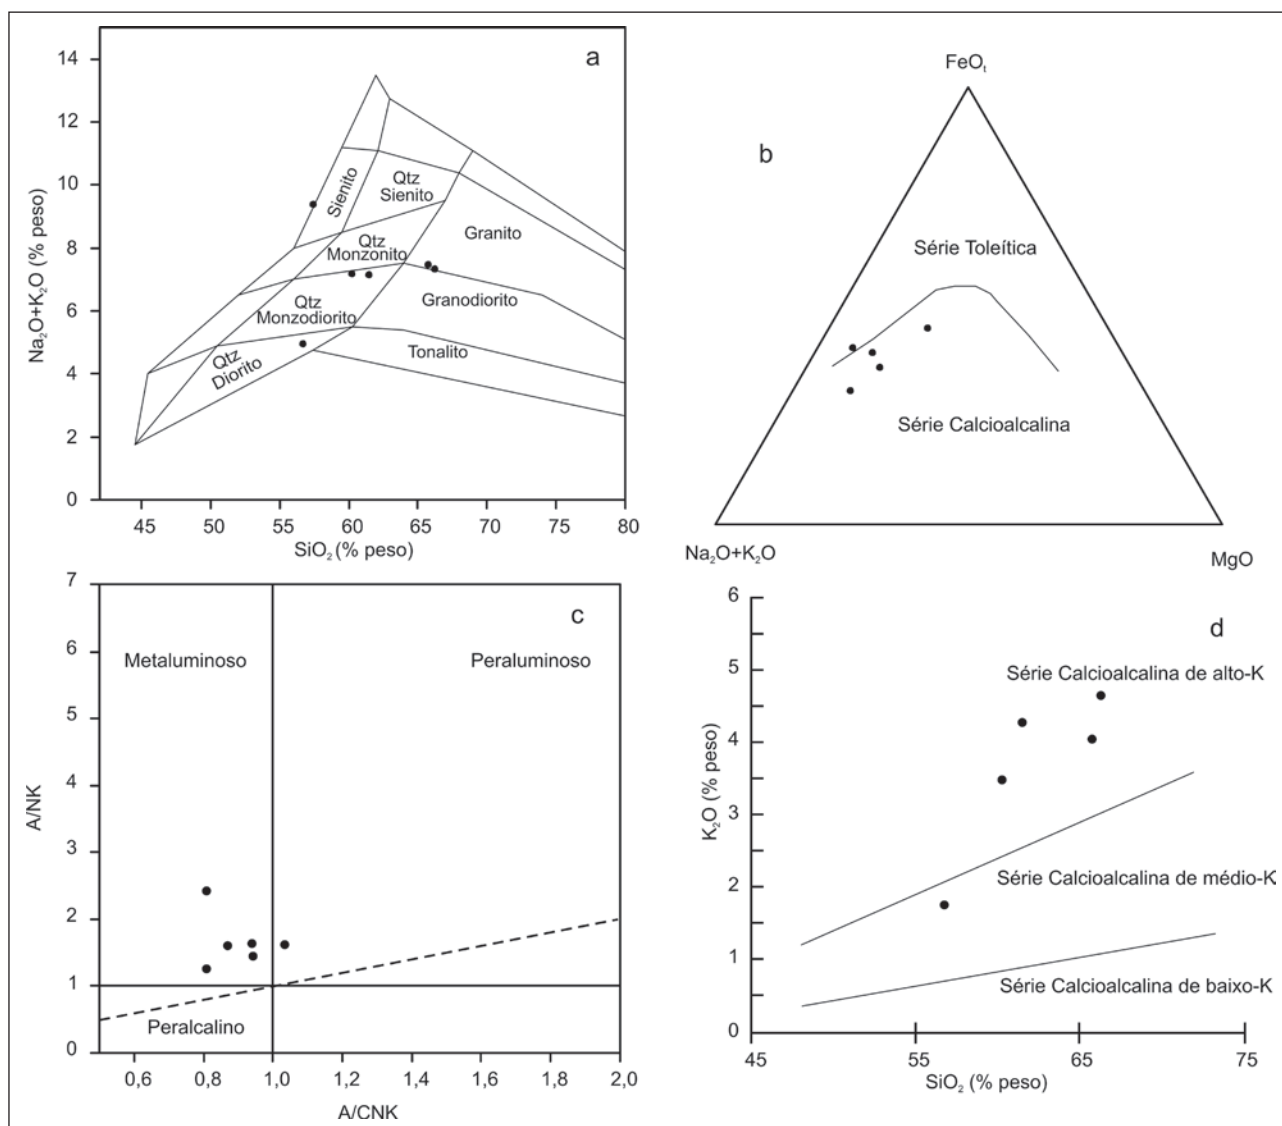 a
Na₂O+K₂O (% peso)
14
12
10
8
6
4
2
0
Sienito
Qtz
Sienito
Qtz
Monzonito
Granito
Qtz
Monzodiorito
Granodiorito
Qtz
Diorito
Tonalito
45 50 55 60 65 70 75 80
SiO₂ (% peso)
b
FeOₜ
Série Toleítica
Série Calcioalcalina
Na₂O+K₂O
MgO
c
A/NK
7
6
5
4
3
2
1
0
Metaluminoso
Peraluminoso
Peralcalino
0,6 0,8 1,0 1,2 1,4 1,6 1,8 2,0
A/CNK
d
K₂O (% peso)
6
5
4
3
2
1
0
Série Calcioalcalina de alto-K
Série Calcioalcalina de médio-K
Série Calcioalcalina de baixo-K
45 55 65 75
SiO₂ (% peso)